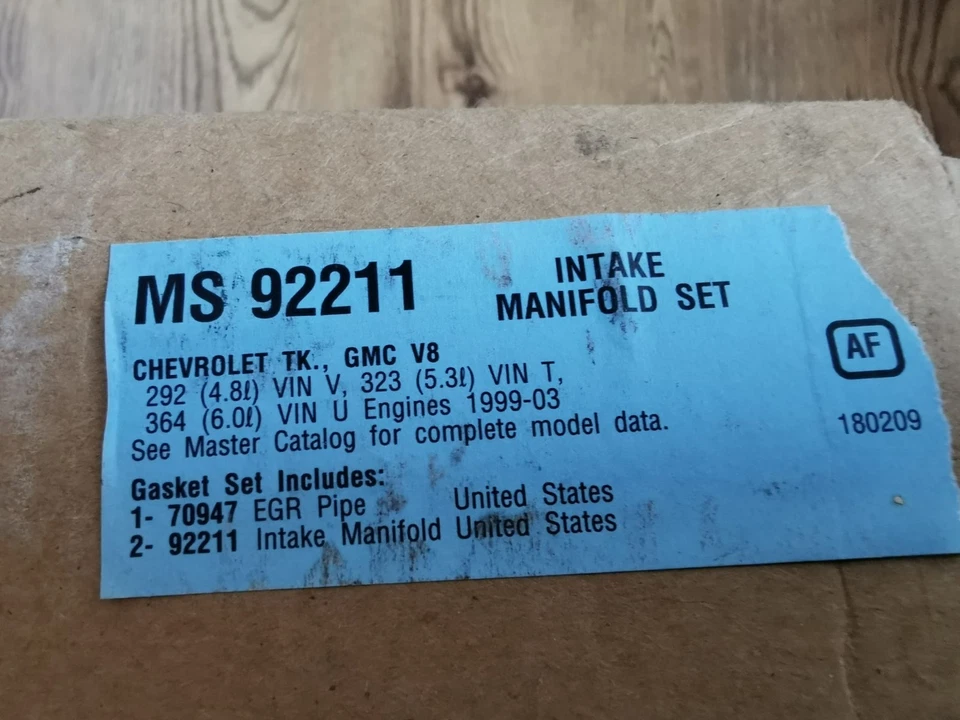 MS 92211
INTAKE
MANIFOLD SET
CHEVROLET TK., GMC V8
292 (4.8ℓ) VIN V, 323 (5.3ℓ) VIN T,
364 (6.0ℓ) VIN U Engines 1999-03
See Master Catalog for complete model data.
AF
180209
Gasket Set Includes:
1- 70947 EGR Pipe United States
2- 92211 Intake Manifold United States